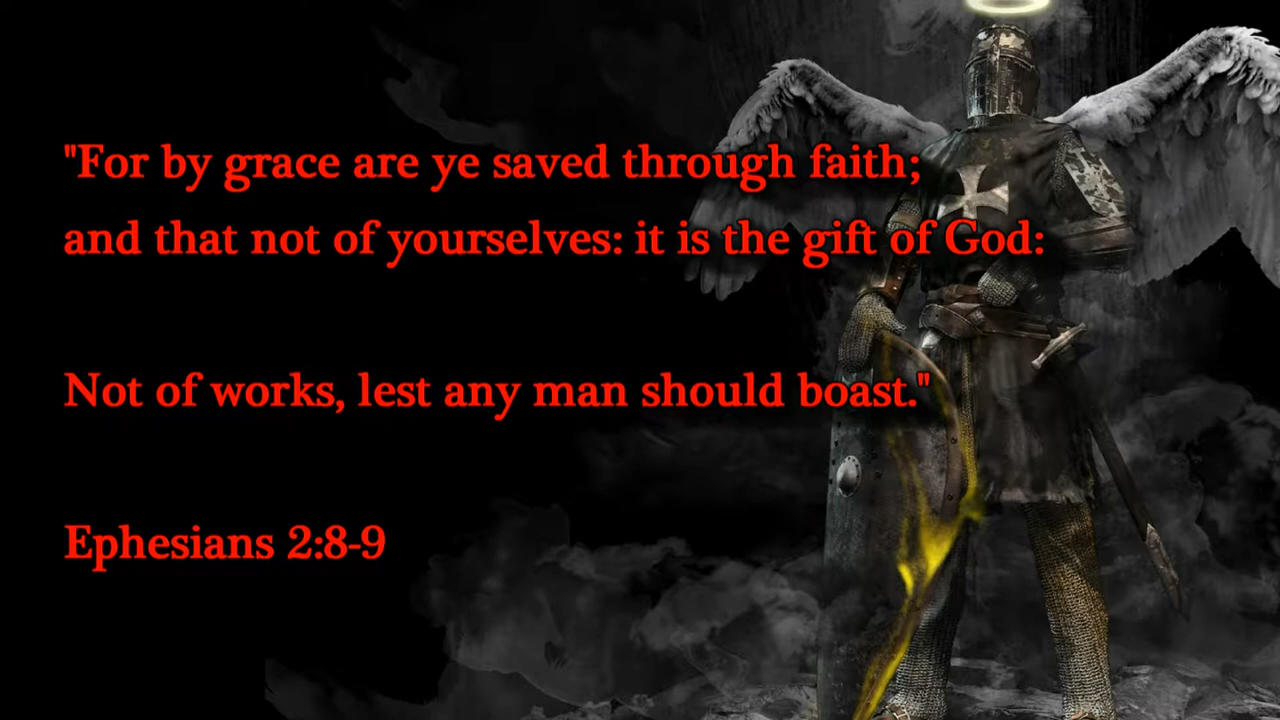 "For by grace are ye saved through faith;
and that not of yourselves: it is the gift of God:
Not of works, lest any man should boast."
Ephesians 2:8-9